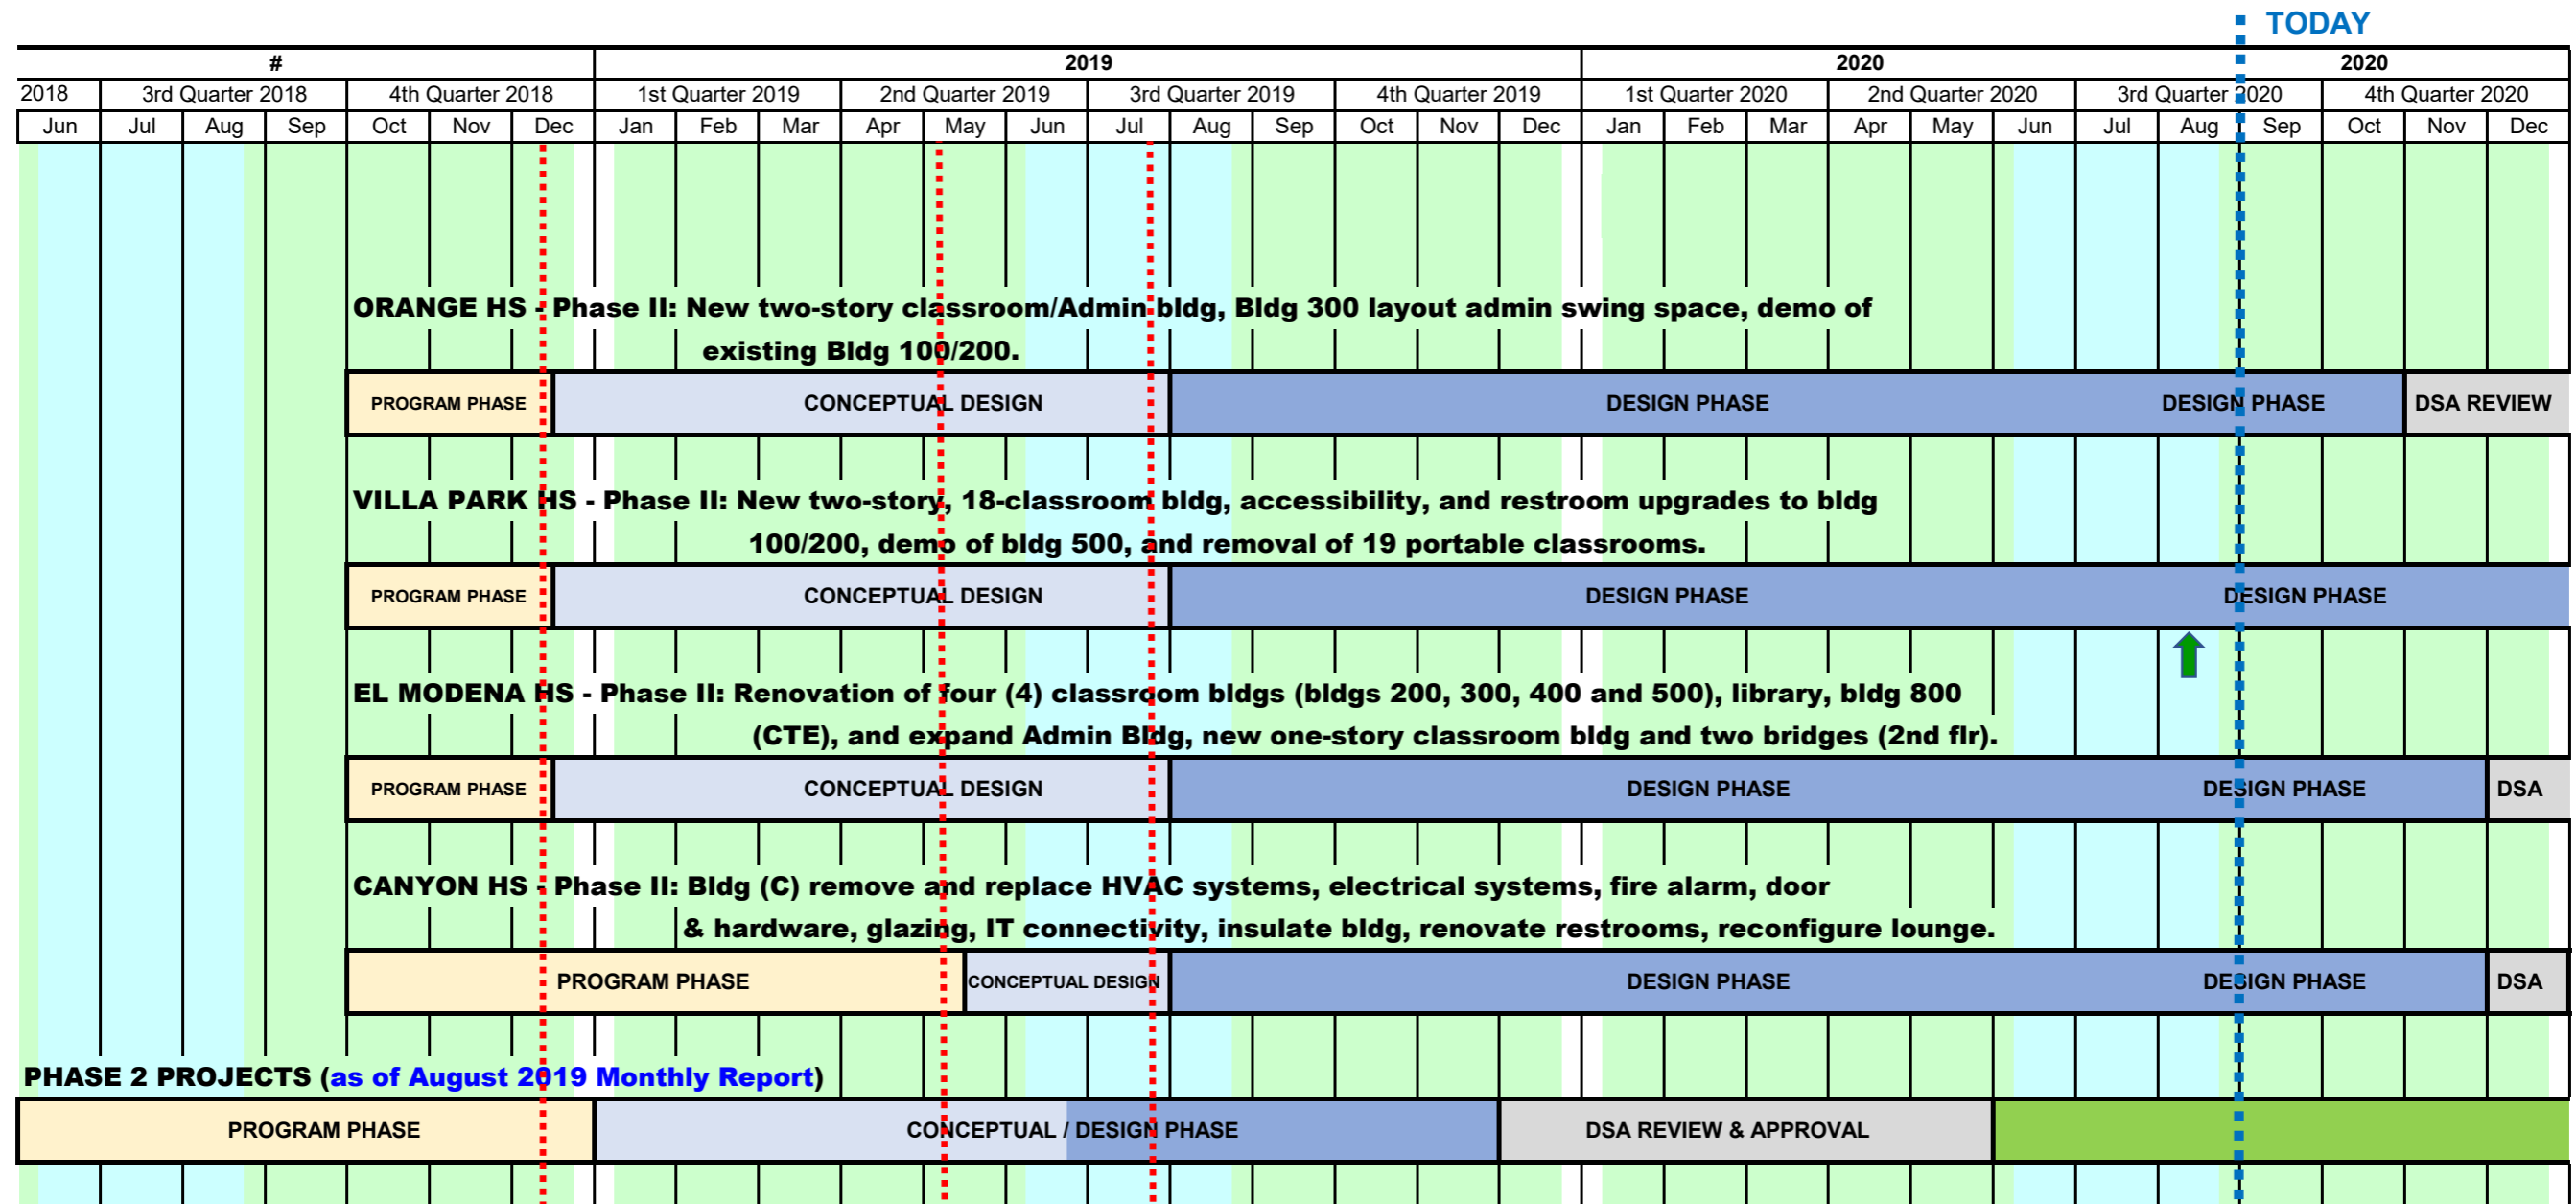 TODAY
# 2019 2020 2020
2018 3rd Quarter 2018 4th Quarter 2018 1st Quarter 2019 2nd Quarter 2019 3rd Quarter 2019 4th Quarter 2019 1st Quarter 2020 2nd Quarter 2020 3rd Quarter 2020 4th Quarter 2020
Jun Jul Aug Sep Oct Nov Dec Jan Feb Mar Apr May Jun Jul Aug Sep Oct Nov Dec Jan Feb Mar Apr May Jun Jul Aug Sep Oct Nov Dec
ORANGE HS - Phase II: New two-story classroom/Admin bldg, Bldg 300 layout admin swing space, demo of
existing Bldg 100/200.
PROGRAM PHASE CONCEPTUAL DESIGN DESIGN PHASE DESIGN PHASE DSA REVIEW
VILLA PARK HS - Phase II: New two-story, 18-classroom bldg, accessibility, and restroom upgrades to bldg
100/200, demo of bldg 500, and removal of 19 portable classrooms.
PROGRAM PHASE CONCEPTUAL DESIGN DESIGN PHASE DESIGN PHASE
EL MODENA HS - Phase II: Renovation of four (4) classroom bldgs (bldgs 200, 300, 400 and 500), library, bldg 800
(CTE), and expand Admin Bldg, new one-story classroom bldg and two bridges (2nd flr).
PROGRAM PHASE CONCEPTUAL DESIGN DESIGN PHASE DESIGN PHASE DSA
CANYON HS - Phase II: Bldg (C) remove and replace HVAC systems, electrical systems, fire alarm, door
& hardware, glazing, IT connectivity, insulate bldg, renovate restrooms, reconfigure lounge.
PROGRAM PHASE CONCEPTUAL DESIGN DESIGN PHASE DESIGN PHASE DSA
PHASE 2 PROJECTS (as of August 2019 Monthly Report)
PROGRAM PHASE CONCEPTUAL / DESIGN PHASE DSA REVIEW & APPROVAL